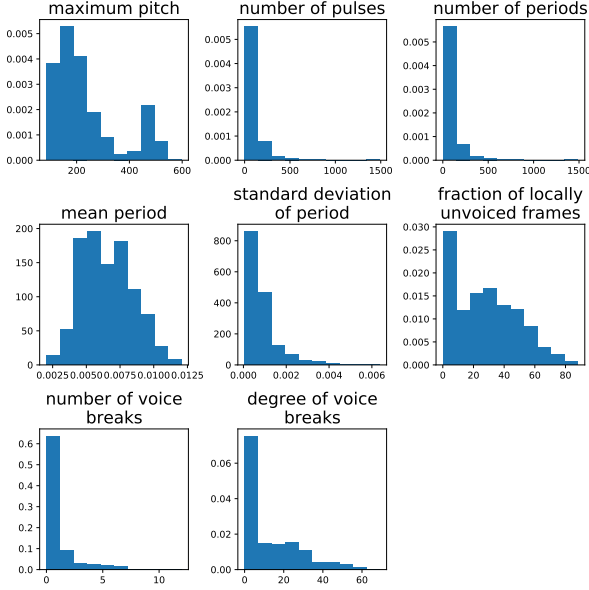 maximum pitch number of pulses number of periods
0.005 0.005 0.005
0.004 0.004 0.004
0.003 0.003 0.003
0.002 0.002 0.002
0.001 0.001 0.001
0.000 0.000 0.000
200 400 600 0 500 1000 1500 0 500 1000 1500
mean period
standard deviation
of period
fraction of locally
unvoiced frames
200 800 0.030
150 600 0.025
100 400 0.020
50 200 0.015
0 0 0.010
0.005
0.000
0.0025 0.0050 0.0075 0.0100 0.0125 0.000 0.002 0.004 0.006 0 20 40 60 80
number of voice
breaks
degree of voice
breaks
0.6 0.06
0.5 0.04
0.4 0.02
0.3 0.00
0.2
0.1
0.0
0 5 10 0 20 40 60